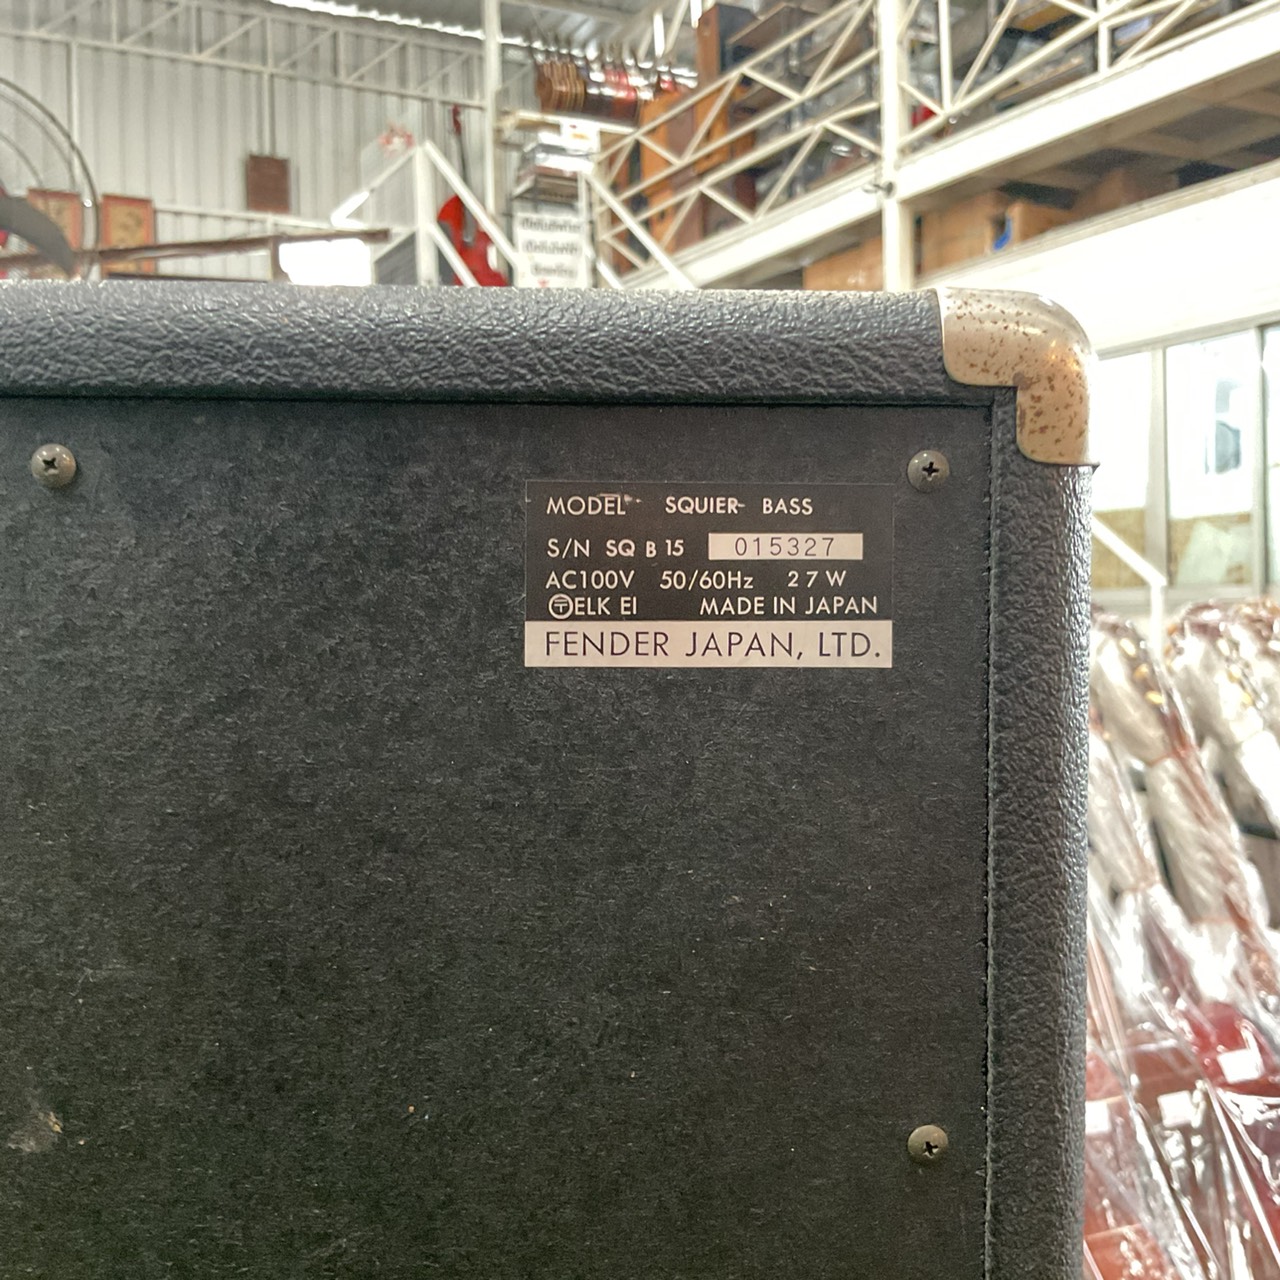 MODEL SQUIER BASS
S/N SQ B 15 015327
AC100V 50/60Hz 27W
〶ELK EI MADE IN JAPAN
FENDER JAPAN, LTD.